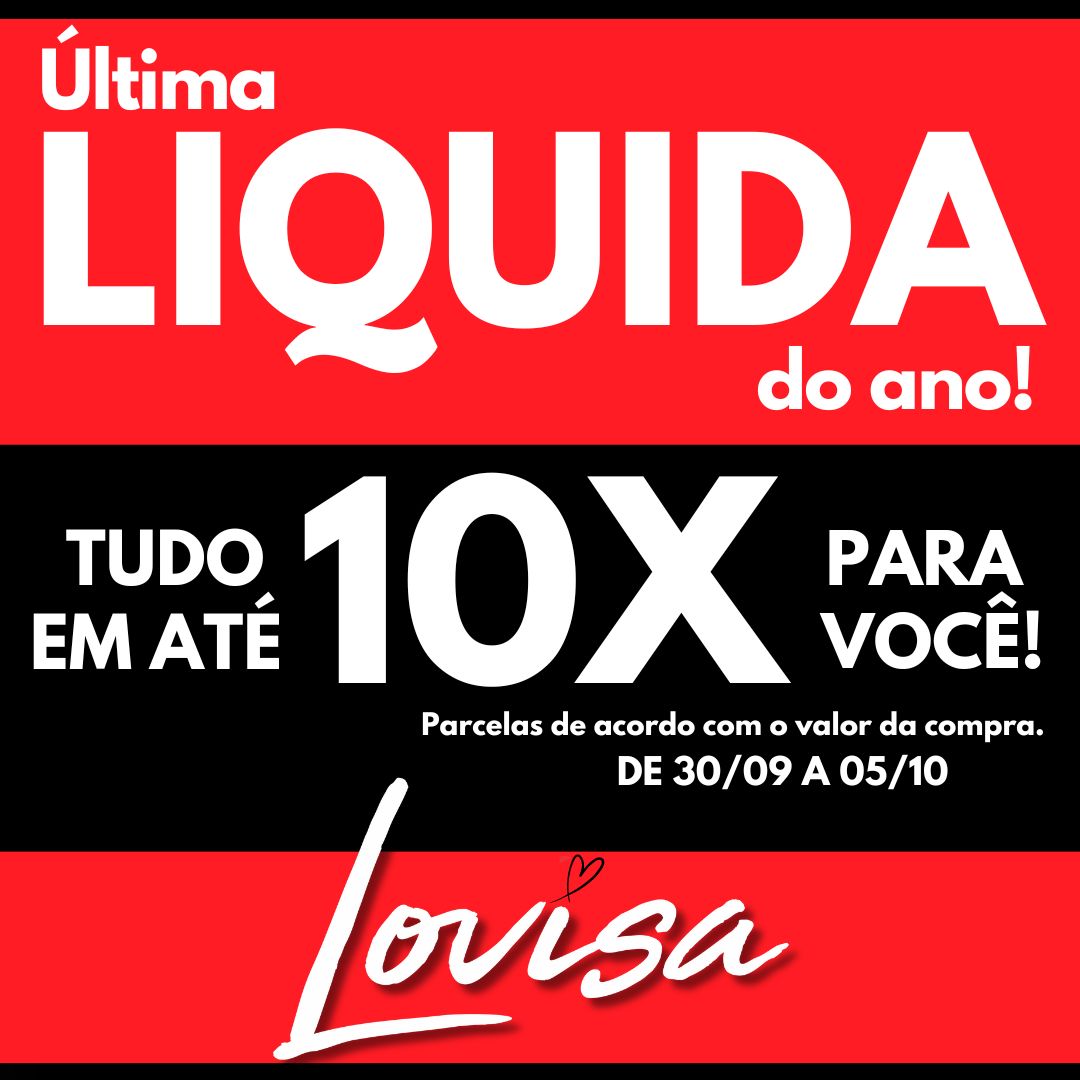 Última
LIQUIDA
do ano!
TUDO
EM ATÉ
10X
PARA
VOCÊ!
Parcelas de acordo com o valor da compra.
DE 30/09 A 05/10
Lovisa